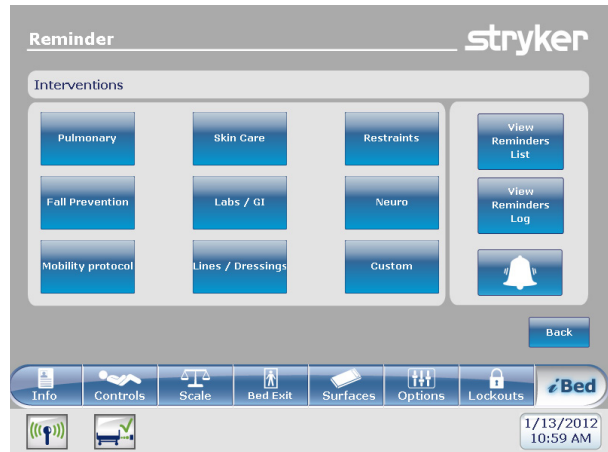 Reminder
stryker
Interventions
Pulmonary
Skin Care
Restraints
View
Reminders
List
Fall Prevention
Labs / GI
Neuro
View
Reminders
Log
Mobility protocol
Lines / Dressings
Custom
Back
Info
Controls
Scale
Bed Exit
Surfaces
Options
Lockouts
iBed
1/13/2012
10:59 AM